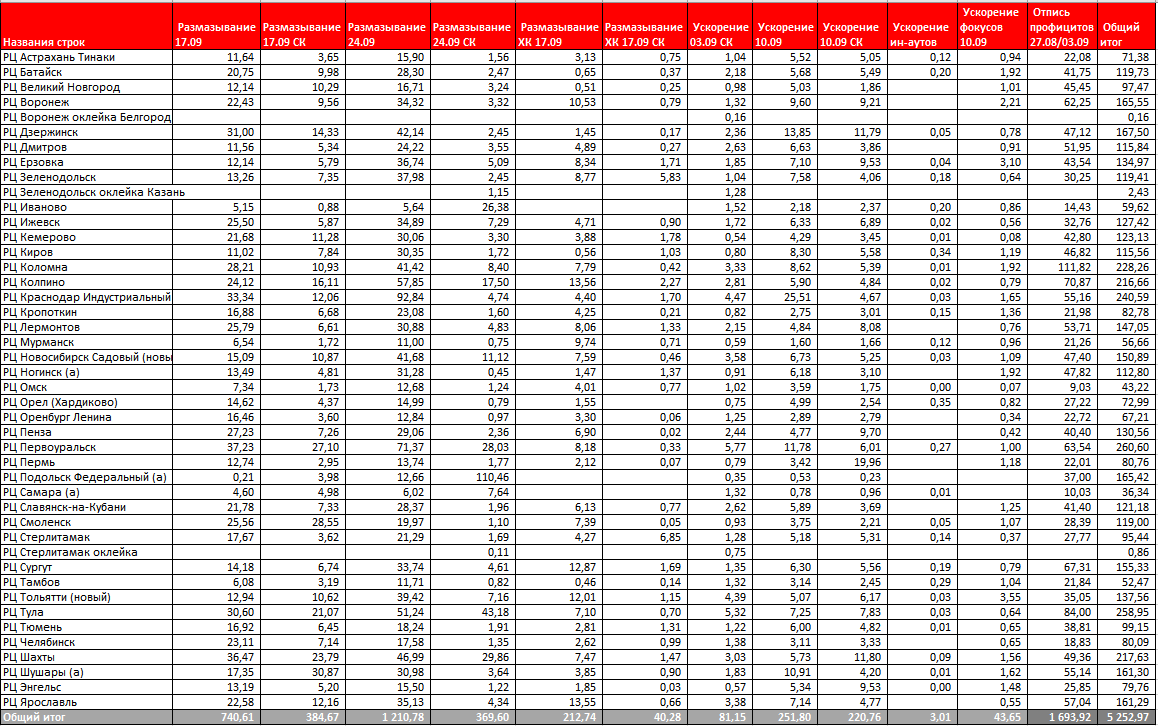 Названия строк Размазывание 17.09 Размазывание 17.09 СК Размазывание 24.09 Размазывание 24.09 СК Размазывание ХК 17.09 Размазывание ХК 17.09 СК Ускорение 03.09 СК Ускорение 10.09 Ускорение 10.09 СК Ускорение ин-аутов Ускорение фокусов 10.09 Отпись профицитов 27.08/03.09 Общий итог
РЦ Астрахань Тинаки 11,64 3,65 15,90 1,56 3,13 0,75 1,04 5,52 5,05 0,12 0,94 22,08 71,38
РЦ Батайск 20,75 9,98 28,30 2,47 0,65 0,37 2,18 5,68 5,49 0,20 1,92 41,75 119,73
РЦ Великий Новгород 12,14 10,29 16,71 3,24 0,51 0,25 0,98 5,03 1,86 1,01 45,45 97,47
РЦ Воронеж 22,43 9,56 34,32 3,32 10,53 0,79 1,32 9,60 9,21 2,21 62,25 165,55
РЦ Воронеж оклейка Белгород 0,16 0,16
РЦ Дзержинск 31,00 14,33 42,14 2,45 1,45 0,17 2,36 13,85 11,79 0,05 0,78 47,12 167,50
РЦ Дмитров 11,56 5,34 24,22 3,55 4,89 0,27 2,63 6,63 3,86 0,91 51,95 115,84
РЦ Ерзовка 12,14 5,79 36,74 5,09 8,34 1,71 1,85 7,10 9,53 0,04 3,10 43,54 134,97
РЦ Зеленодольск 13,26 7,35 37,98 2,45 8,77 5,83 1,04 7,58 4,06 0,18 0,64 30,25 119,41
РЦ Зеленодольск оклейка Казань 1,15 1,28 2,43
РЦ Иваново 5,15 0,88 5,64 26,38 1,52 2,18 2,37 0,20 0,86 14,43 59,62
РЦ Ижевск 25,50 5,87 34,89 7,29 4,71 0,90 1,72 6,33 6,89 0,02 0,56 32,76 127,42
РЦ Кемерово 21,68 11,28 30,06 3,30 3,88 1,78 0,54 4,29 3,45 0,01 0,08 42,80 123,13
РЦ Киров 11,02 7,84 30,35 1,72 0,56 1,03 0,80 8,30 5,58 0,34 1,19 46,82 115,56
РЦ Коломна 28,21 10,93 41,42 8,40 7,79 0,42 3,33 8,62 5,39 0,01 1,92 111,82 228,26
РЦ Колпино 24,12 16,11 57,85 17,50 13,56 2,27 2,81 5,90 4,84 0,02 0,79 70,87 216,66
РЦ Краснодар Индустриальный 33,34 12,06 92,84 4,74 4,40 1,70 4,47 25,51 4,67 0,03 1,65 55,16 240,59
РЦ Кропоткин 16,88 6,68 23,08 1,60 4,25 0,21 0,82 2,75 3,01 0,15 1,36 21,98 82,78
РЦ Лермонтов 25,79 6,61 30,88 4,83 8,06 1,33 2,15 4,84 8,08 0,76 53,71 147,05
РЦ Мурманск 6,54 1,72 11,00 0,75 9,74 0,71 0,59 1,60 1,66 0,12 0,96 21,26 56,66
РЦ Новосибирск Садовый (новы 15,09 10,87 41,68 11,12 7,59 0,46 3,58 6,73 5,25 0,03 1,09 47,40 150,89
РЦ Ногинск (а) 13,49 4,81 31,28 0,45 1,47 1,37 0,91 6,18 3,10 1,92 47,82 112,80
РЦ Омск 7,34 1,73 12,68 1,24 4,01 0,77 1,02 3,59 1,75 0,00 0,07 9,03 43,22
РЦ Орел (Хардиково) 14,62 4,37 14,99 0,79 1,55 0,75 4,99 2,54 0,35 0,82 27,22 72,99
РЦ Оренбург Ленина 16,46 3,60 12,84 0,97 3,30 0,06 1,25 2,89 2,79 0,34 22,72 67,21
РЦ Пенза 27,23 7,26 29,06 2,36 6,90 0,02 2,44 4,77 9,70 0,42 40,40 130,56
РЦ Первоуральск 37,23 27,10 71,37 28,03 8,18 0,33 5,77 11,78 6,01 0,27 1,00 63,54 260,60
РЦ Пермь 12,74 2,95 13,74 1,77 2,12 0,07 0,79 3,42 19,96 1,18 22,01 80,76
РЦ Подольск Федеральный (а) 0,21 3,98 12,66 110,46 0,35 0,53 0,23 37,00 165,42
РЦ Самара (а) 4,60 4,98 6,02 7,64 1,32 0,78 0,96 0,01 10,03 36,34
РЦ Славянск-на-Кубани 21,78 7,33 28,37 1,96 6,13 0,77 2,62 5,89 3,69 1,25 41,40 121,18
РЦ Смоленск 25,56 28,55 19,97 1,10 7,39 0,05 0,93 3,75 2,21 0,05 1,07 28,39 119,00
РЦ Стерлитамак 17,67 3,62 21,29 1,69 4,27 6,85 1,28 5,18 5,31 0,14 0,37 27,77 95,44
РЦ Стерлитамак оклейка 0,11 0,75 0,86
РЦ Сургут 14,18 6,74 33,74 4,61 12,87 1,69 1,35 6,30 5,56 0,19 0,79 67,31 155,33
РЦ Тамбов 6,08 3,19 11,71 0,82 0,46 0,14 1,32 3,14 2,45 0,29 1,04 21,84 52,47
РЦ Тольятти (новый) 12,94 10,62 39,42 7,16 12,01 1,15 4,39 5,07 6,17 0,03 3,55 35,05 137,56
РЦ Тула 30,60 21,07 51,24 43,18 7,10 0,70 5,32 7,25 7,83 0,03 0,64 84,00 258,95
РЦ Тюмень 16,92 6,45 18,24 1,91 2,81 1,31 1,22 6,00 4,82 0,01 0,65 38,81 99,15
РЦ Челябинск 23,11 7,14 17,58 1,35 2,62 0,99 1,38 3,11 3,33 0,65 18,83 80,09
РЦ Шахты 36,47 23,79 46,99 29,86 7,47 1,47 3,03 5,73 11,80 0,09 1,56 49,36 217,63
РЦ Шушары (а) 17,35 30,87 30,98 3,64 3,85 0,90 1,83 10,91 4,20 0,01 1,62 55,14 161,30
РЦ Энгельс 13,19 5,20 15,50 1,22 1,85 0,03 0,57 5,34 9,53 0,00 1,48 25,85 79,76
РЦ Ярославль 22,58 12,16 35,13 4,34 13,55 0,42 3,38 7,14 4,77 0,55 57,04 161,29
Общий итог 740,61 384,67 1 210,78 369,60 212,74 40,28 81,15 251,80 220,76 3,01 43,65 1 693,92 5 252,97